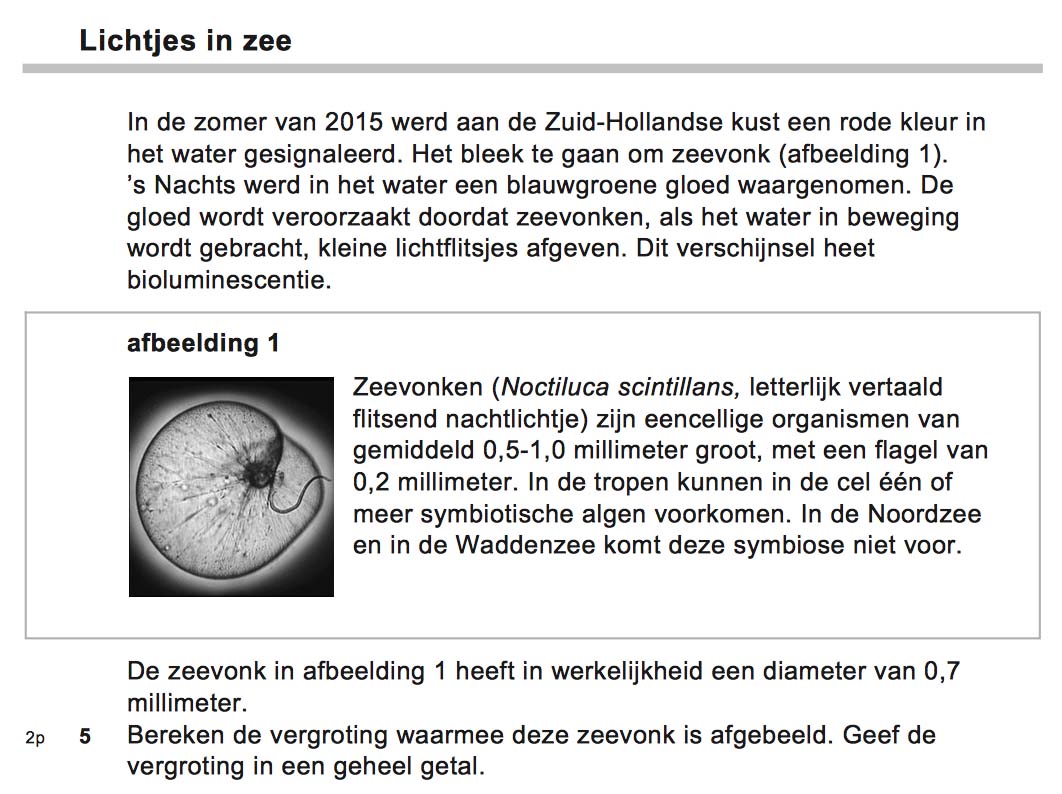 Lichtjes in zee
In de zomer van 2015 werd aan de Zuid-Hollandse kust een rode kleur in
het water gesignaleerd. Het bleek te gaan om zeevonk (afbeelding 1).
’s Nachts werd in het water een blauwgroene gloed waargenomen. De
gloed wordt veroorzaakt doordat zeevonken, als het water in beweging
wordt gebracht, kleine lichtflitsjes afgeven. Dit verschijnsel heet
bioluminescentie.
afbeelding 1
Zeevonken (Noctiluca scintillans, letterlijk vertaald
flitsend nachtlichtje) zijn eencellige organismen van
gemiddeld 0,5-1,0 millimeter groot, met een flagel van
0,2 millimeter. In de tropen kunnen in de cel één of
meer symbiotische algen voorkomen. In de Noordzee
en in de Waddenzee komt deze symbiose niet voor.
De zeevonk in afbeelding 1 heeft in werkelijkheid een diameter van 0,7
millimeter.
2p 5 Bereken de vergroting waarmee deze zeevonk is afgebeeld. Geef de
vergroting in een geheel getal.